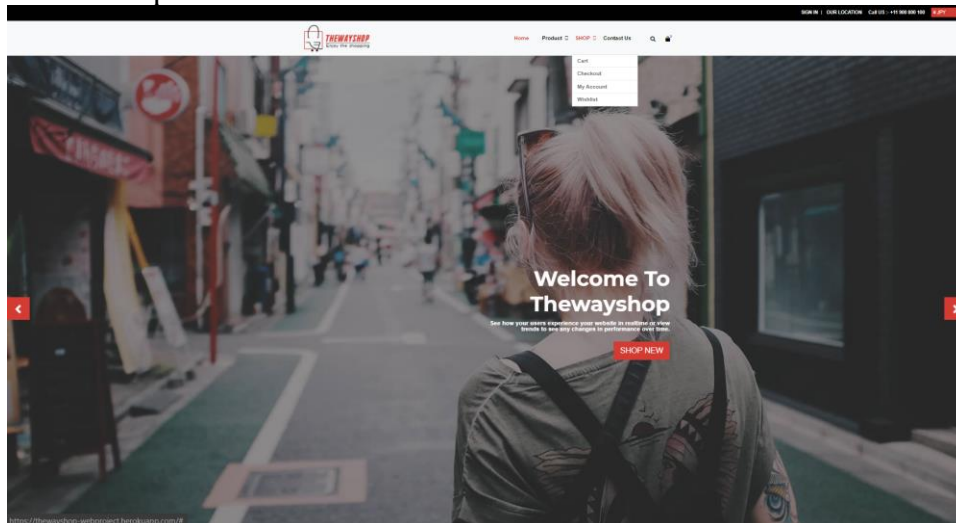 SIGN IN | OUR LOCATION Call US :- +11 900 800 100 ¥ JPY
THEWAYSHOP
Enjoy the shopping
Home Product SHOP Contact Us
Cart
Checkout
My Account
Wishlist
Welcome To
Thewayshop
See how your users experience your website in realtime or view
trends to see any changes in performance over time.
SHOP NEW
https://thewayshop-webproject.herokuapp.com/#